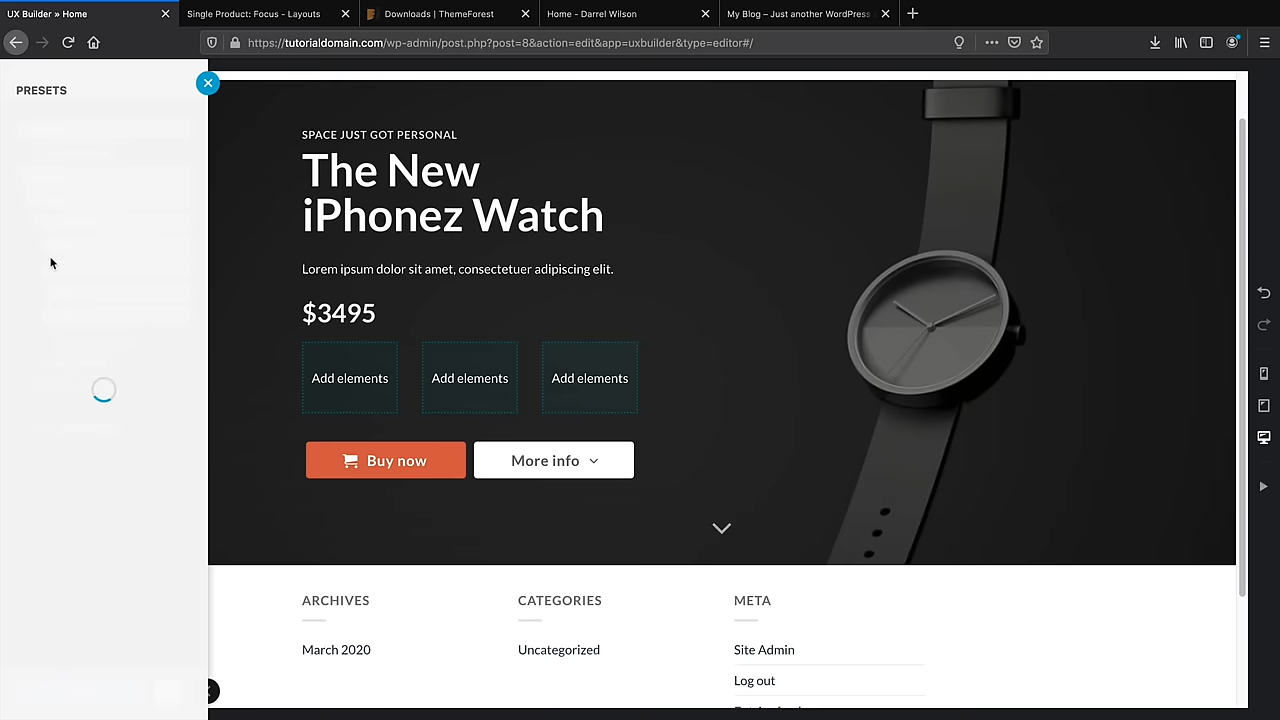 UX Builder » Home
Single Product: Focus - Layouts
Downloads | ThemeForest
Home - Darrel Wilson
My Blog – Just another WordPress
https://tutorialdomain.com/wp-admin/post.php?post=8&action=edit&app=uxbuilder&type=editor#/
PRESETS
SPACE JUST GOT PERSONAL
The New
iPhonez Watch
Lorem ipsum dolor sit amet, consectetuer adipiscing elit.
$3495
Add elements
Add elements
Add elements
Buy now
More info
ARCHIVES
CATEGORIES
META
March 2020
Uncategorized
Site Admin
Log out